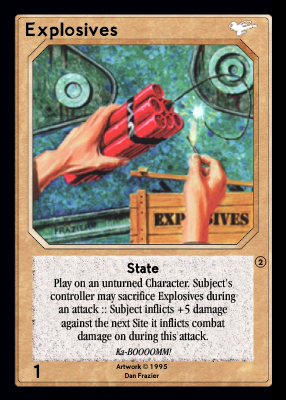 Explosives
FRAZIER
EXPLOSIVES
2
State
Play on an unturned Character. Subject's
controller may sacrifice Explosives during
an attack :: Subject inflicts +5 damage
against the next Site it inflicts combat
damage on during this attack.
Ka-BOOOOMM!
1
Artwork © 1995
Dan Frazier